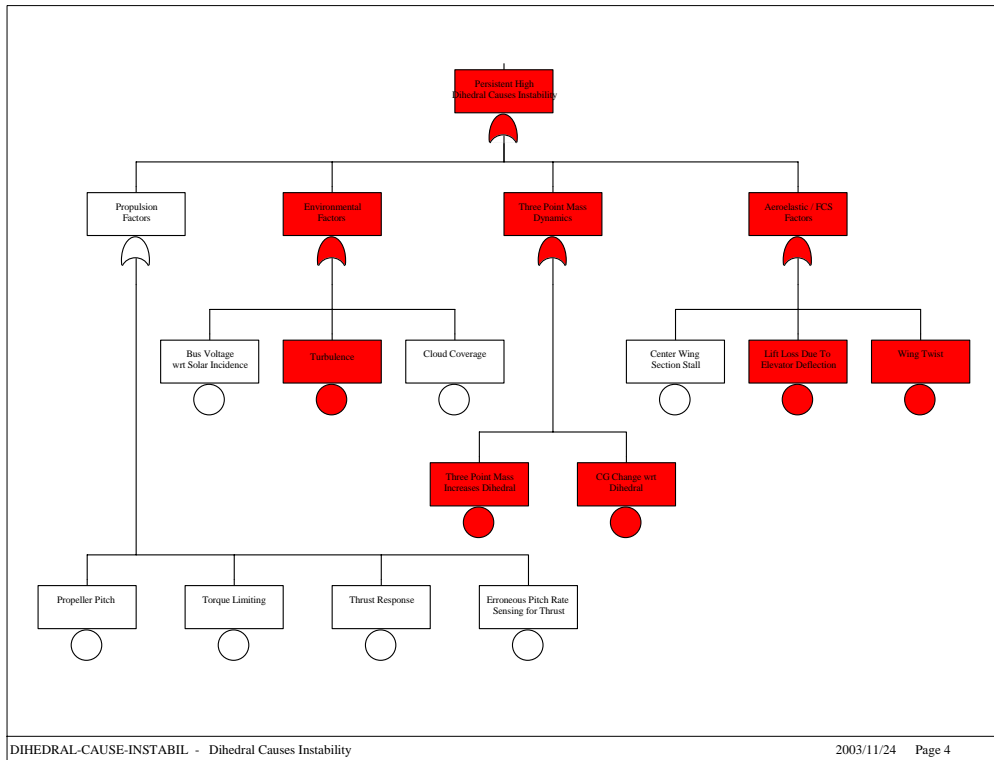 Persistent High
Dihedral Causes Instability
Propulsion
Factors
Environmental
Factors
Three Point Mass
Dynamics
Aeroelastic / FCS
Factors
Bus Voltage
wrt Solar Incidence
Turbulence
Cloud Coverage
Center Wing
Section Stall
Lift Loss Due To
Elevator Deflection
Wing Twist
Three Point Mass
Increases Dihedral
CG Change wrt
Dihedral
Propeller Pitch
Torque Limiting
Thrust Response
Erroneous Pitch Rate
Sensing for Thrust
DIHEDRAL-CAUSE-INSTABIL - Dihedral Causes Instability
2003/11/24 Page 4